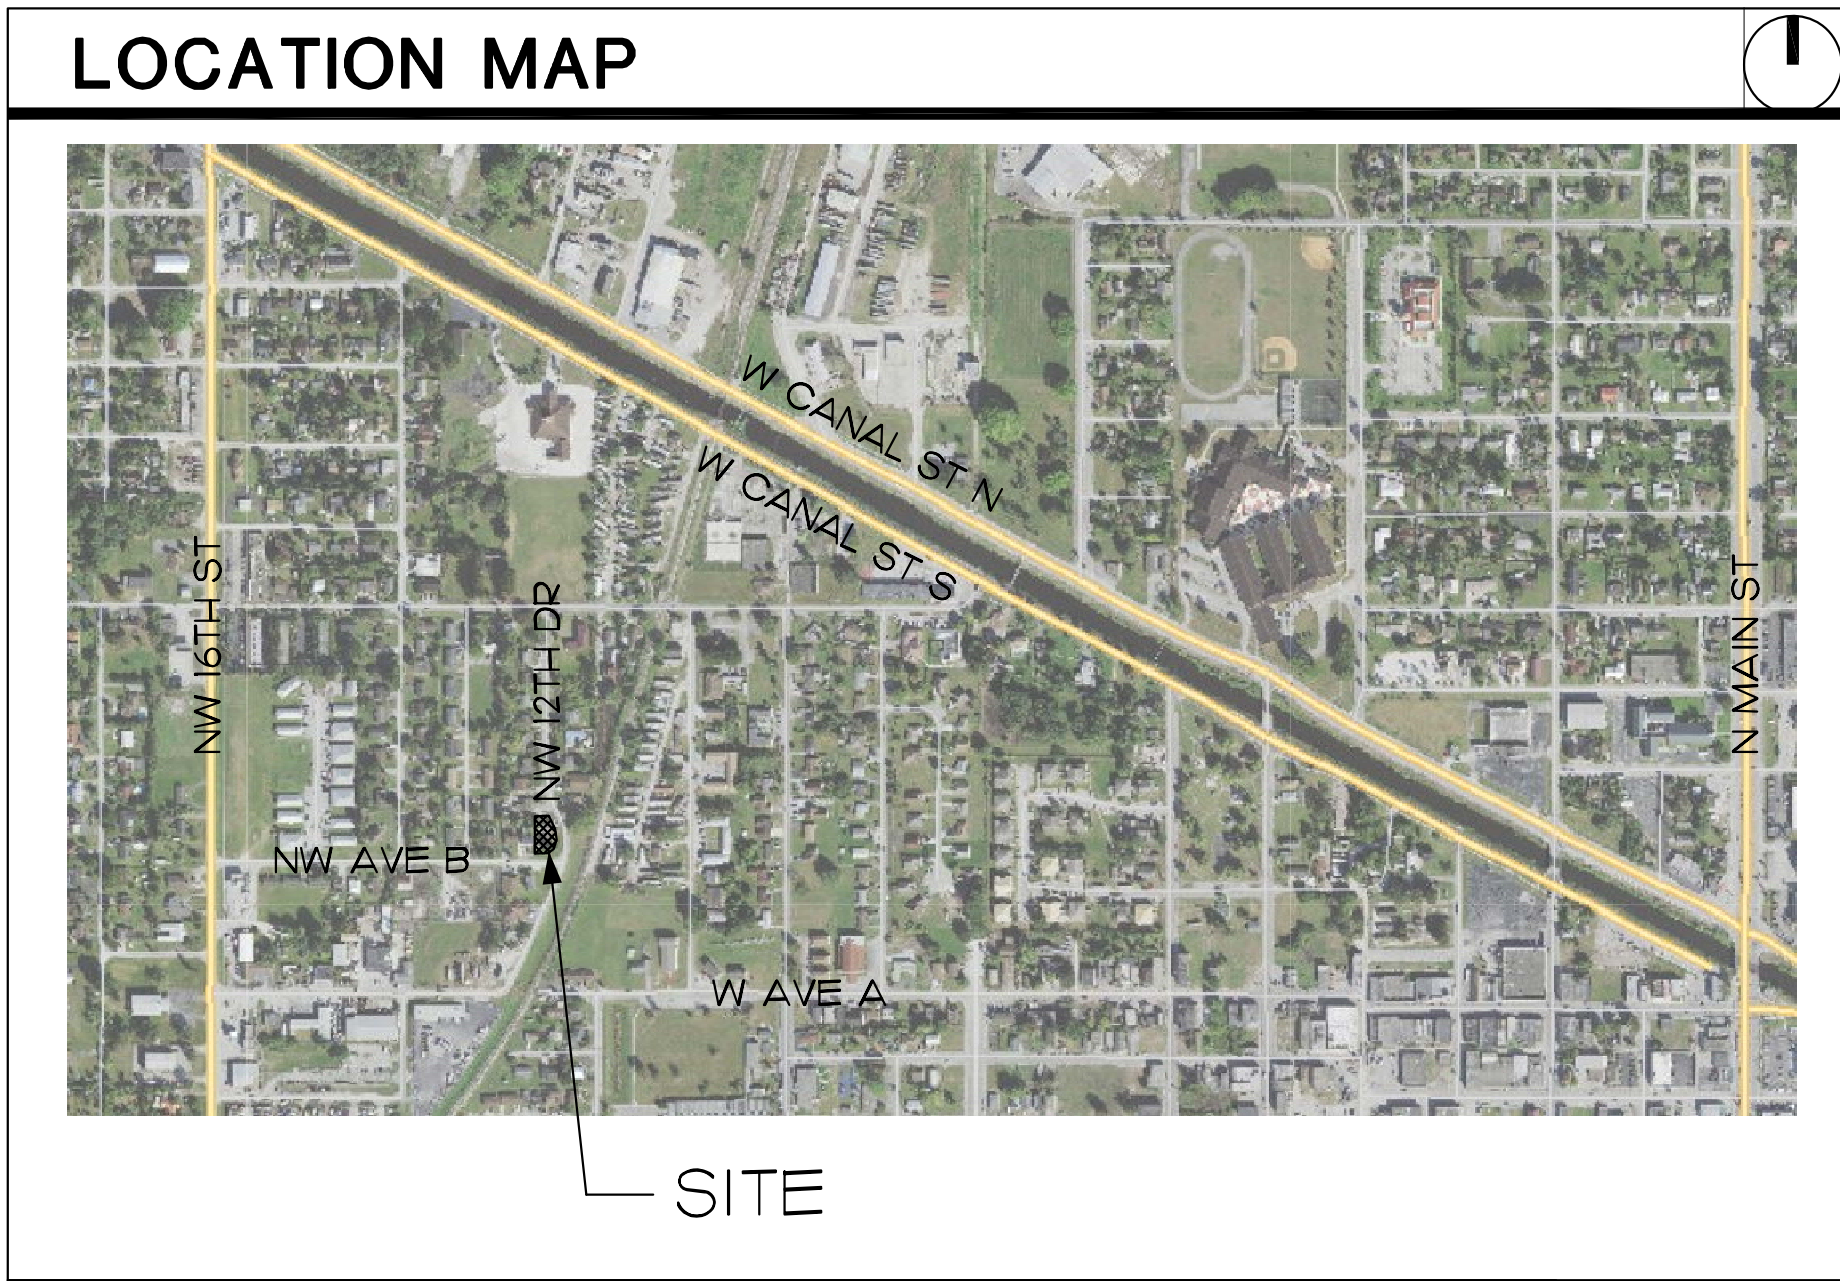 LOCATION MAP
W CANAL ST N
W CANAL ST S
NW 16TH ST
NW 12TH DR
N MAIN ST
NW AVE B
W AVE A
SITE